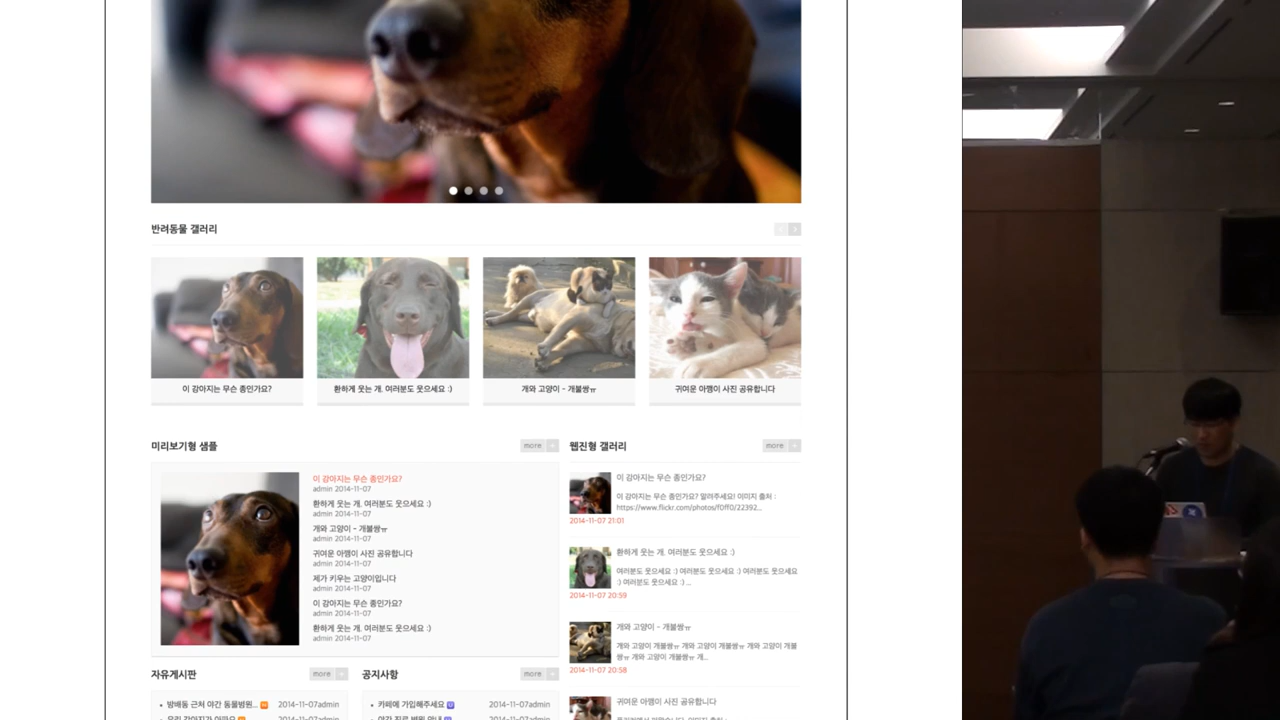 반려동물 갤러리
이 강아지는 무슨 종인가요?
환하게 웃는 개. 여러분도 웃으세요 :)
개와 고양이 - 개불쌍ㅠ
귀여운 아깽이 사진 공유합니다
미리보기형 샘플
more +
이 강아지는 무슨 종인가요?
admin 2014-11-07
환하게 웃는 개. 여러분도 웃으세요 :)
admin 2014-11-07
개와 고양이 - 개불쌍ㅠ
admin 2014-11-07
귀여운 아깽이 사진 공유합니다
admin 2014-11-07
제가 키우는 고양이입니다
admin 2014-11-07
이 강아지는 무슨 종인가요?
admin 2014-11-07
환하게 웃는 개. 여러분도 웃으세요 :)
admin 2014-11-07
웹진형 갤러리
more +
이 강아지는 무슨 종인가요?
이 강아지는 무슨 종인가요? 알려주세요! 이미지 출처 :
https://www.flickr.com/photos/f0ff0/22392...
2014-11-07 21:01
환하게 웃는 개. 여러분도 웃으세요 :)
여러분도 웃으세요 :) 여러분도 웃으세요 :) 여러분도 웃으세요
:) 여러분도 웃으세요 :) ...
2014-11-07 20:59
개와 고양이 - 개불쌍ㅠ
개와 고양이 개불쌍ㅠ 개와 고양이 개불쌍ㅠ 개와 고양이 개불
쌍ㅠ 개와 고양이 개불쌍ㅠ 개...
2014-11-07 20:58
귀여운 아깽이 사진 공유합니다
자유게시판
more +
방배동 근처 야간 동물병원...
2014-11-07admin
공지사항
more +
카페에 가입해주세요
2014-11-07admin